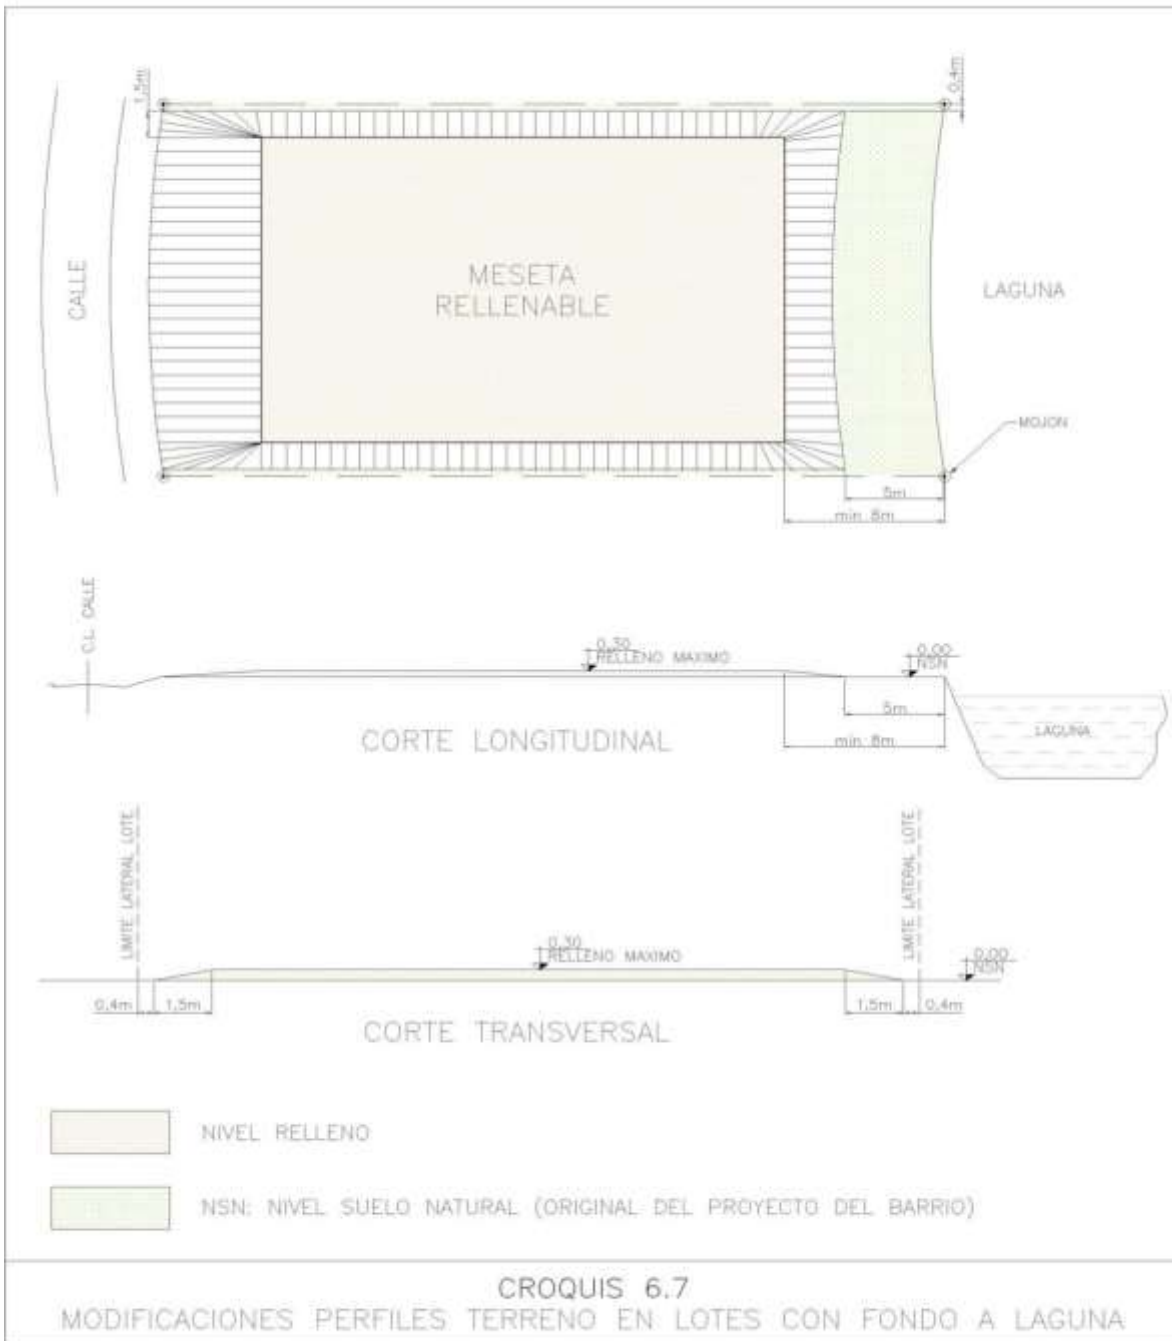 1,5m
0,4m
CALLE
MESETA
RELLENABLE
LAGUNA
MOJON
5m
min 8m
C.L. CALLE
0,30
RELLENO MAXIMO
0,00
NSN
5m
min 8m
LAGUNA
CORTE LONGITUDINAL
LIMITE LATERAL LOTE
LIMITE LATERAL LOTE
0,30
RELLENO MAXIMO
0,00
NSN
0,4m
1,5m
1,5m
0,4m
CORTE TRANSVERSAL
NIVEL RELLENO
NSN: NIVEL SUELO NATURAL (ORIGINAL DEL PROYECTO DEL BARRIO)
CROQUIS 6.7
MODIFICACIONES PERFILES TERRENO EN LOTES CON FONDO A LAGUNA